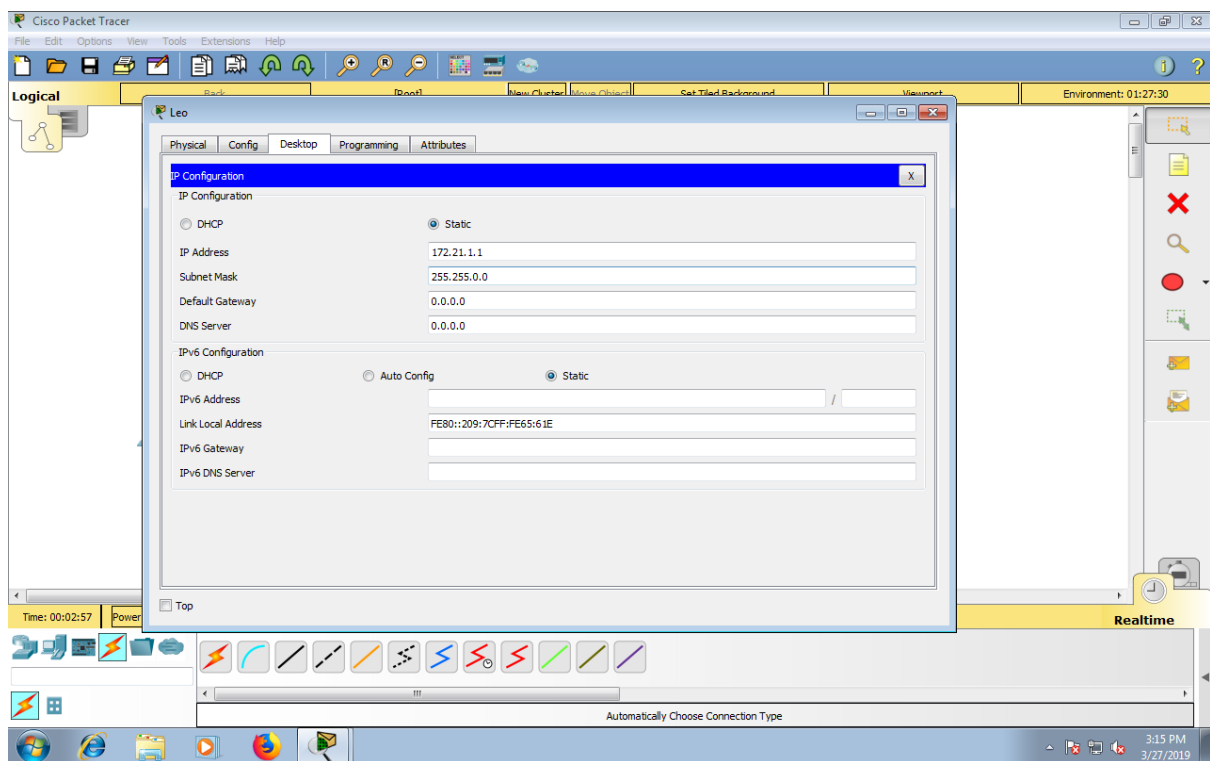 Cisco Packet Tracer
File Edit Options View Tools Extensions Help
Logical Back [Root] New Cluster Move Object Set Tiled Background Viewport Environment: 01:27:30
Leo
Physical Config Desktop Programming Attributes
IP Configuration X
IP Configuration
DHCP Static
IP Address 172.21.1.1
Subnet Mask 255.255.0.0
Default Gateway 0.0.0.0
DNS Server 0.0.0.0
IPv6 Configuration
DHCP Auto Config Static
IPv6 Address /
Link Local Address FE80::209:7CFF:FE65:61E
IPv6 Gateway
IPv6 DNS Server
Top
Time: 00:02:57 Power
Realtime
Automatically Choose Connection Type
3:15 PM
3/27/2019